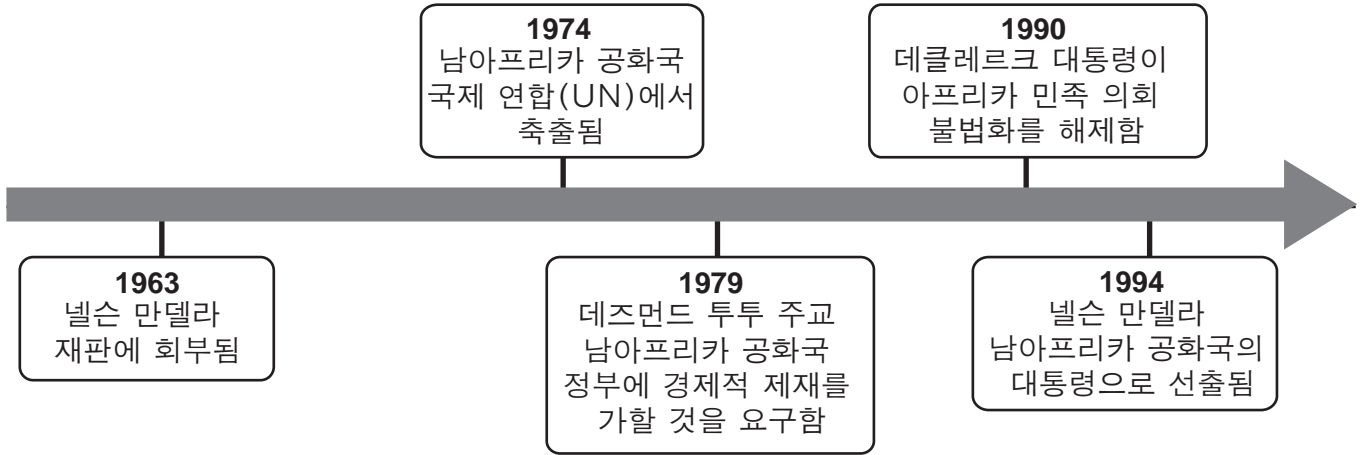 1974
남아프리카 공화국
국제 연합(UN)에서
축출됨
1990
데클레르크 대통령이
아프리카 민족 의회
불법화를 해제함
1963
넬슨 만델라
재판에 회부됨
1979
데즈먼드 투투 주교
남아프리카 공화국
정부에 경제적 제재를
가할 것을 요구함
1994
넬슨 만델라
남아프리카 공화국의
대통령으로 선출됨